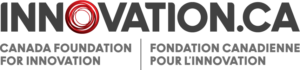 INNOVATION.CA
CANADA FOUNDATION
FOR INNOVATION
FONDATION CANADIENNE
POUR L'INNOVATION